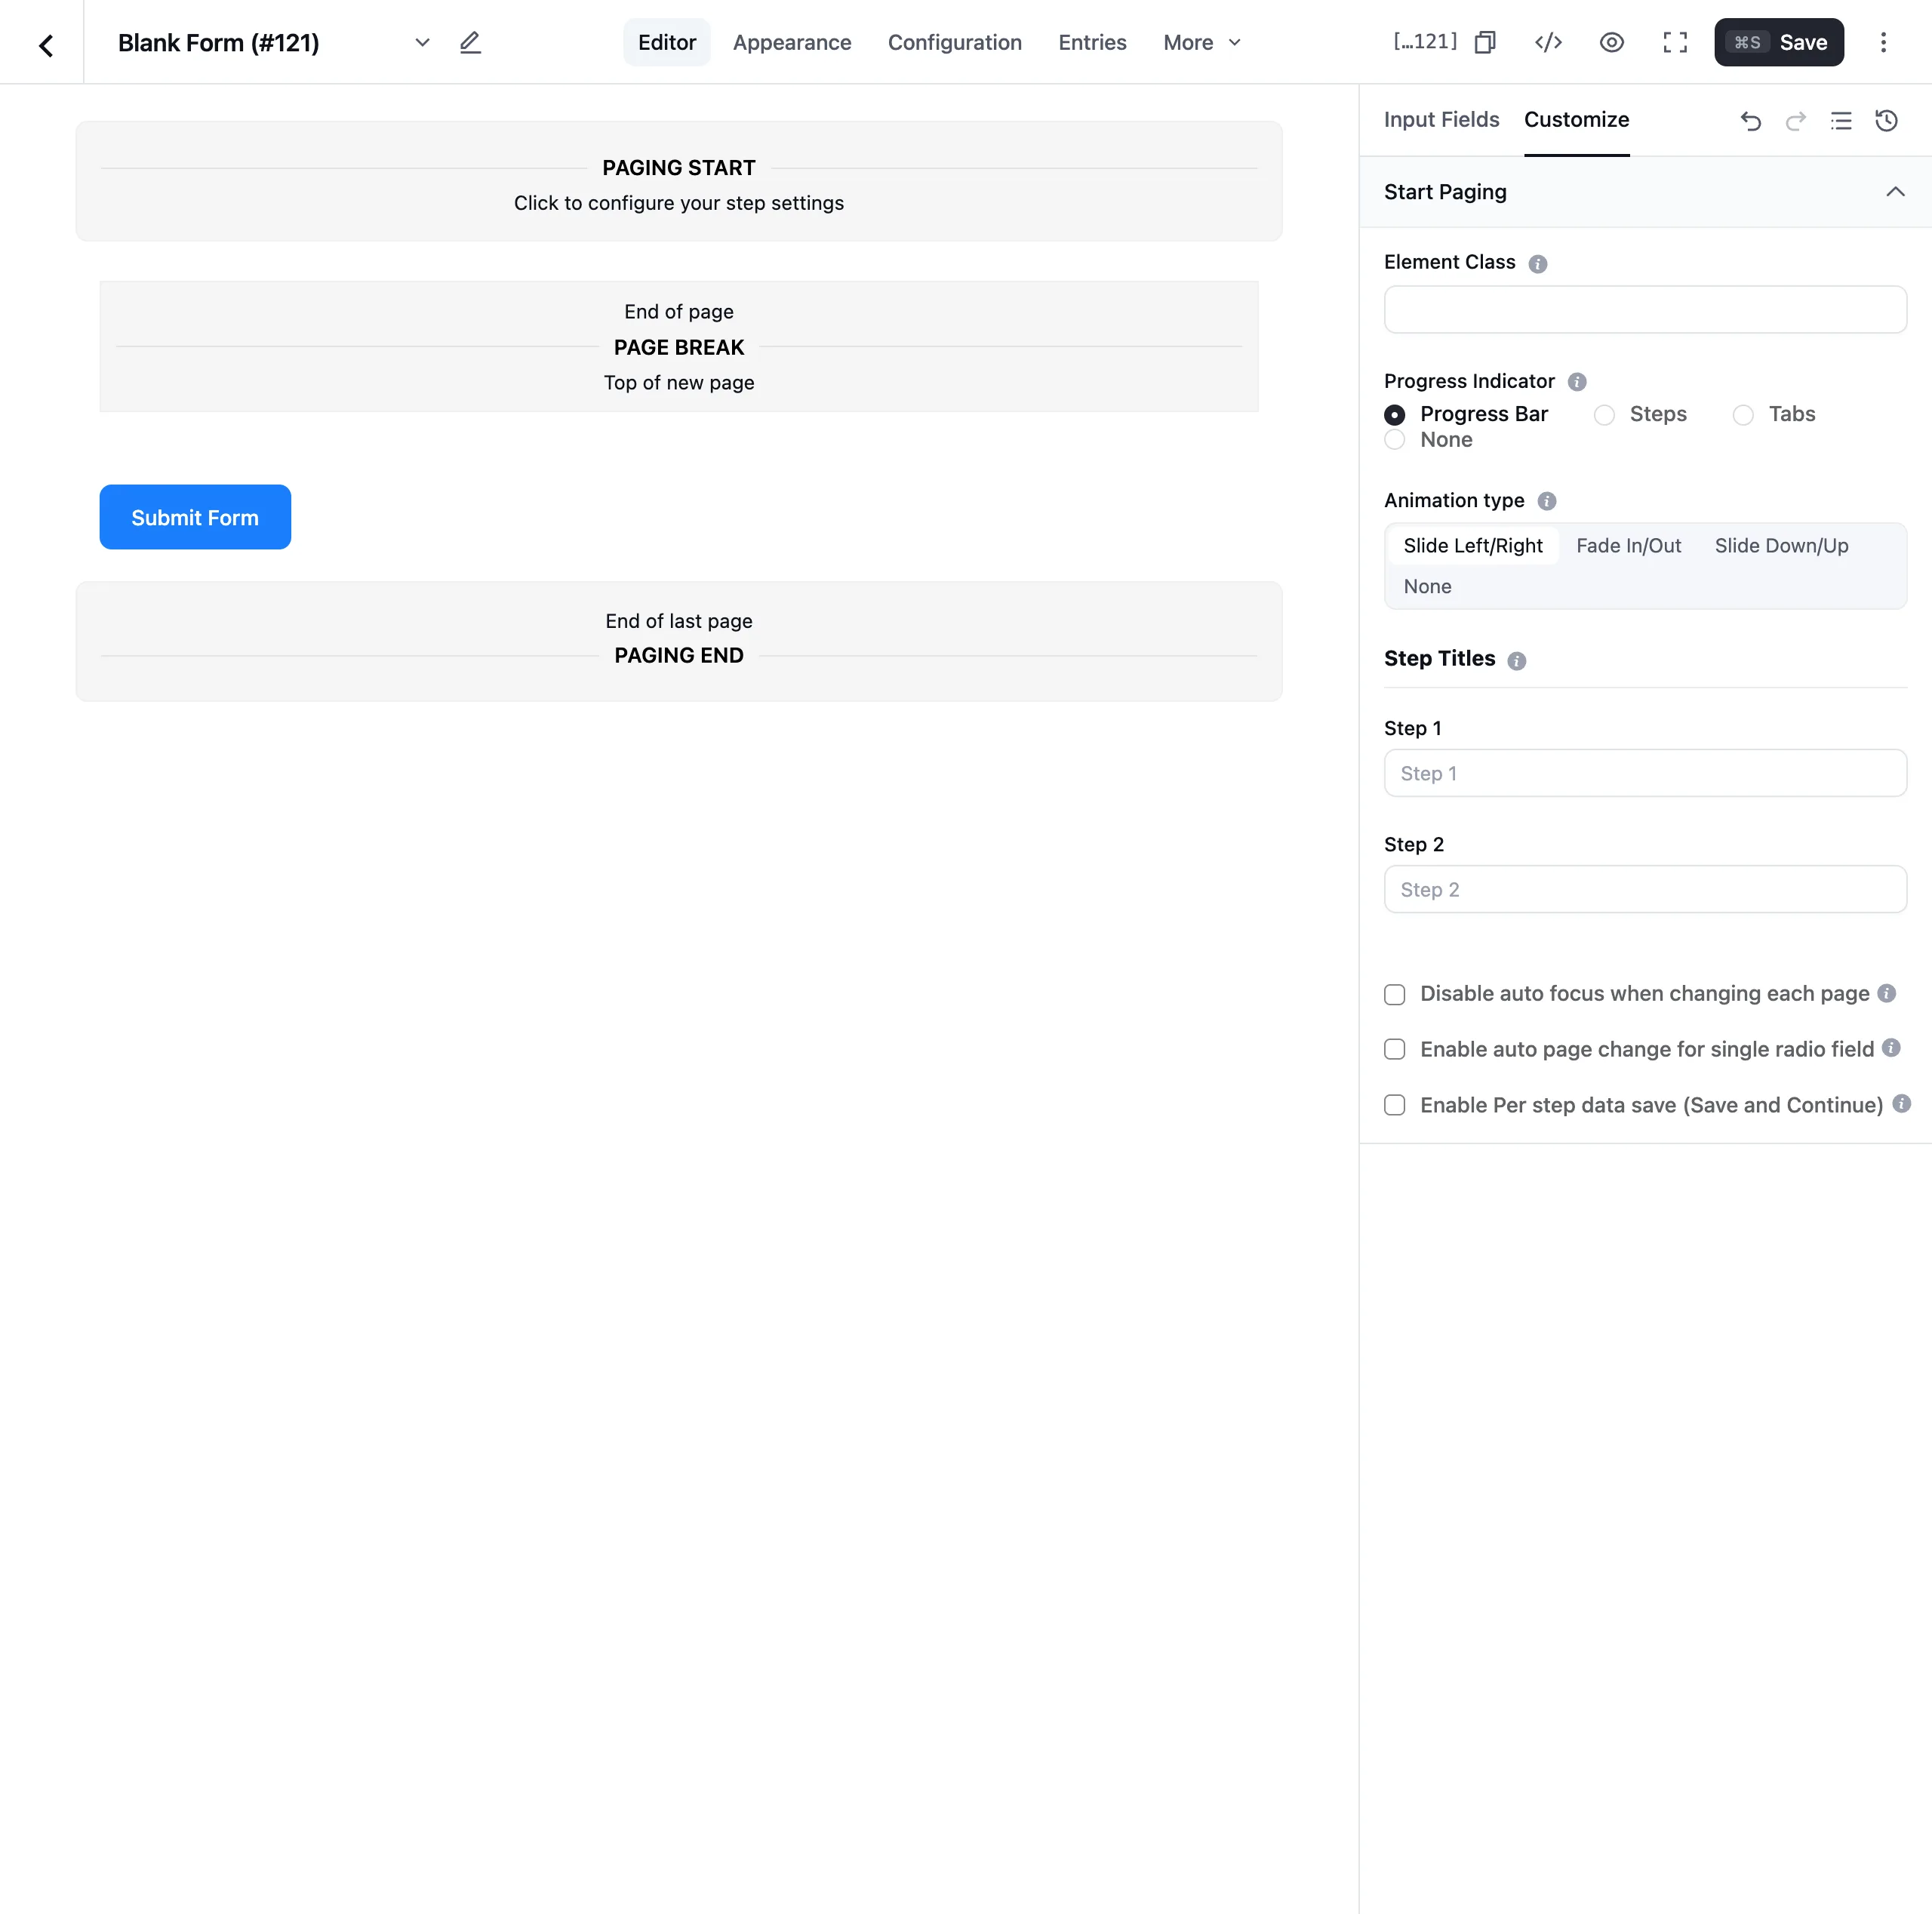 Blank Form (#121)
Editor
Appearance
Configuration
Entries
More
[...121]
⌘S Save
PAGING START
Click to configure your step settings
End of page
PAGE BREAK
Top of new page
Submit Form
End of last page
PAGING END
Input Fields
Customize
Start Paging
Element Class
Progress Indicator
Progress Bar
Steps
Tabs
None
Animation type
Slide Left/Right
Fade In/Out
Slide Down/Up
None
Step Titles
Step 1
Step 1
Step 2
Step 2
Disable auto focus when changing each page
Enable auto page change for single radio field
Enable Per step data save (Save and Continue)